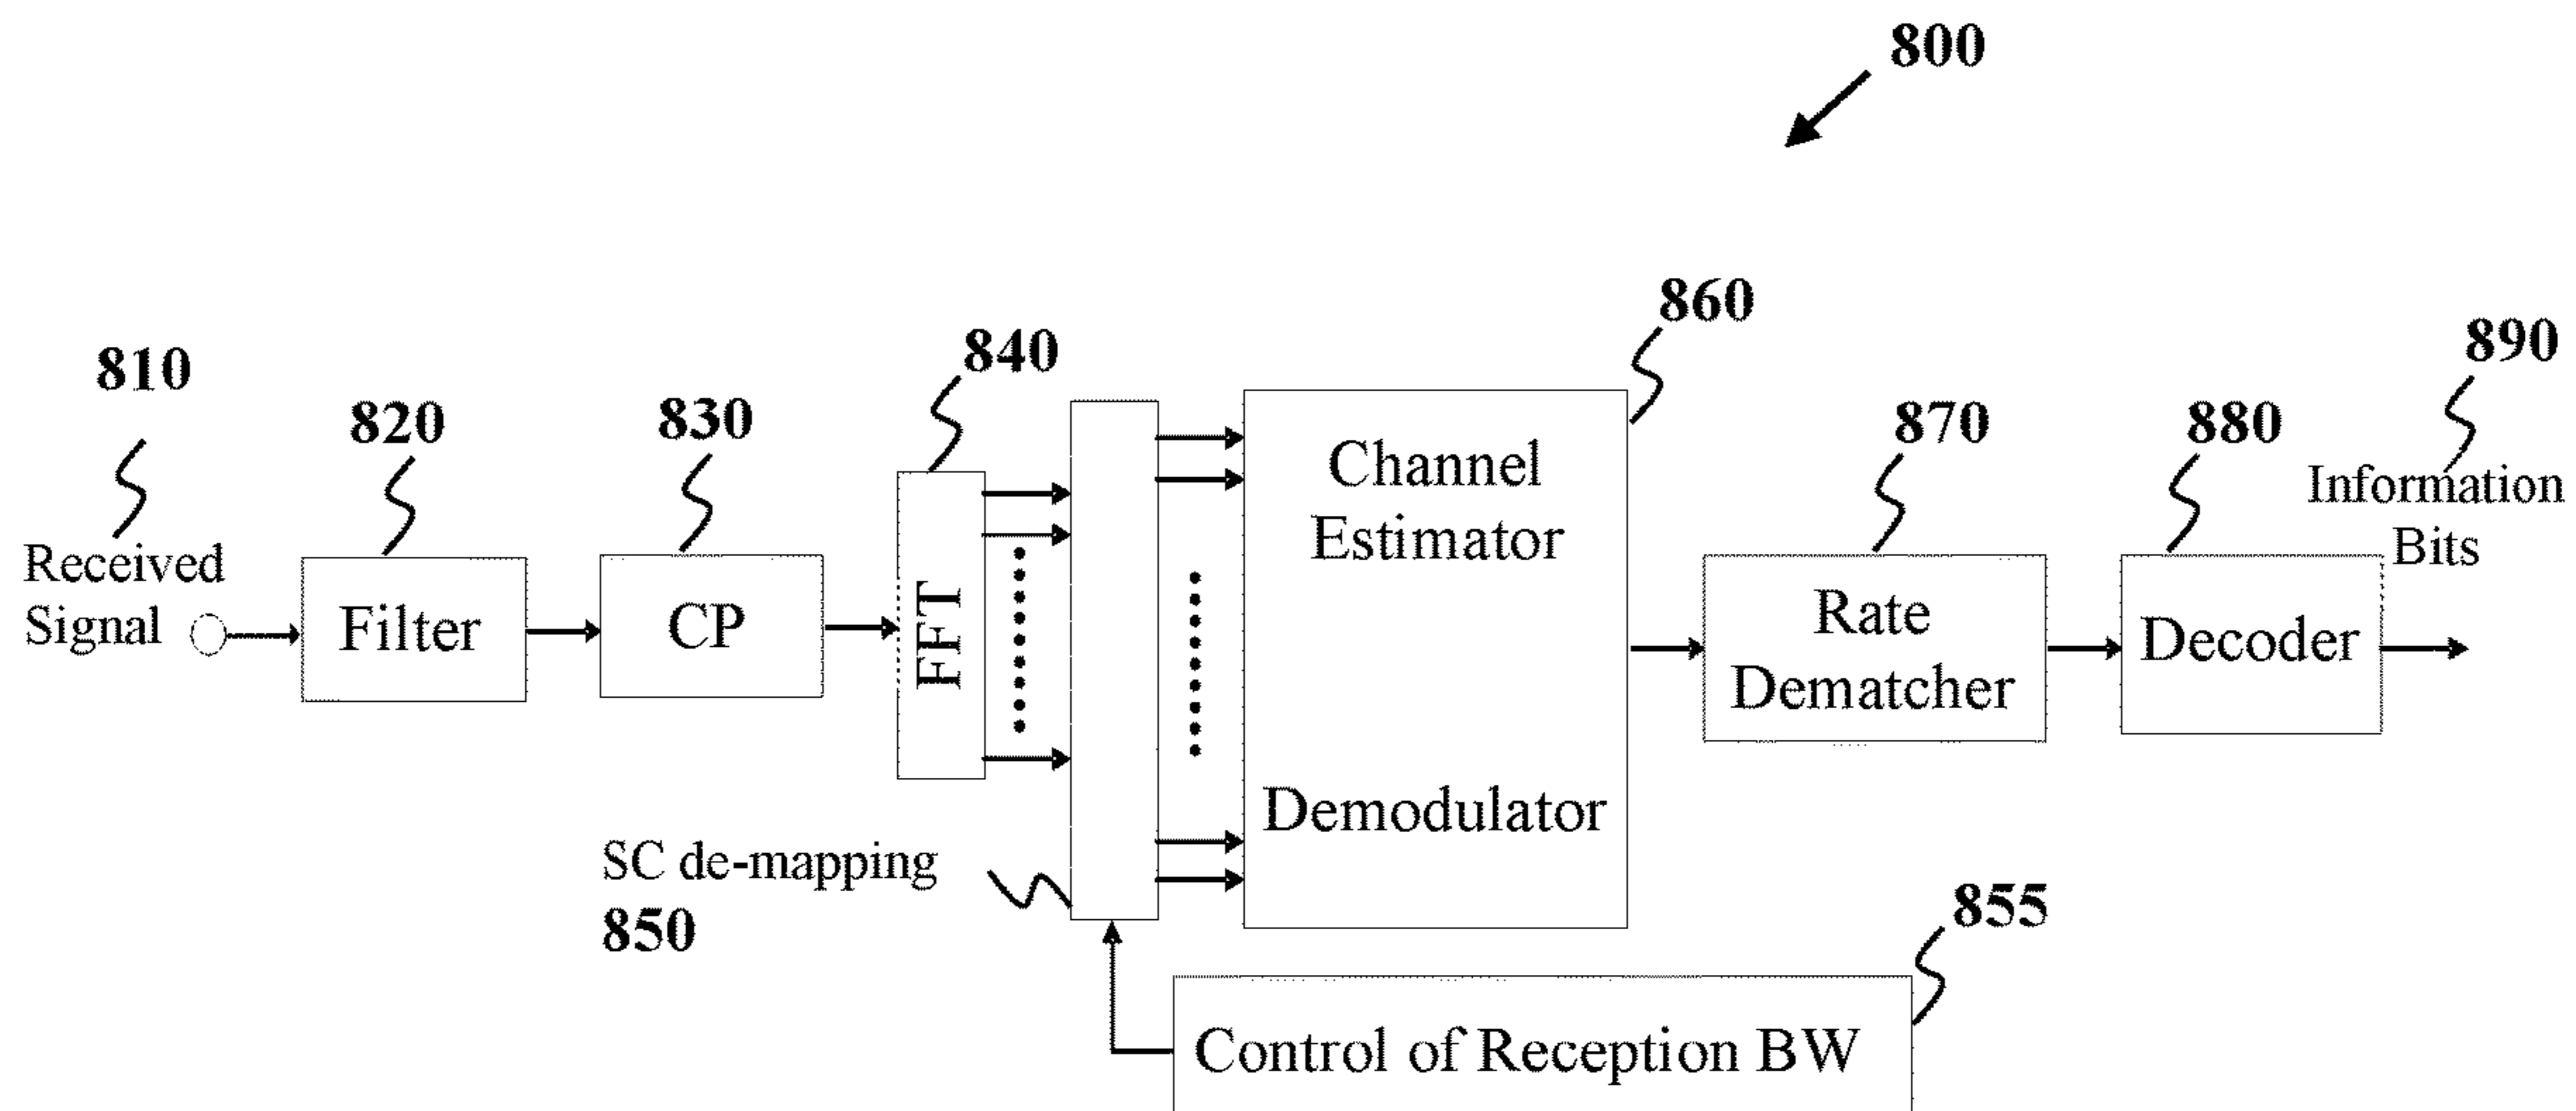 800
860
890
840
810
820
830
870
880
Channel
Estimator
Information
Bits
Received
Signal
Filter
CP
FFT
Rate
Dematcher
Decoder
Demodulator
SC de-mapping
850
855
Control of Reception BW